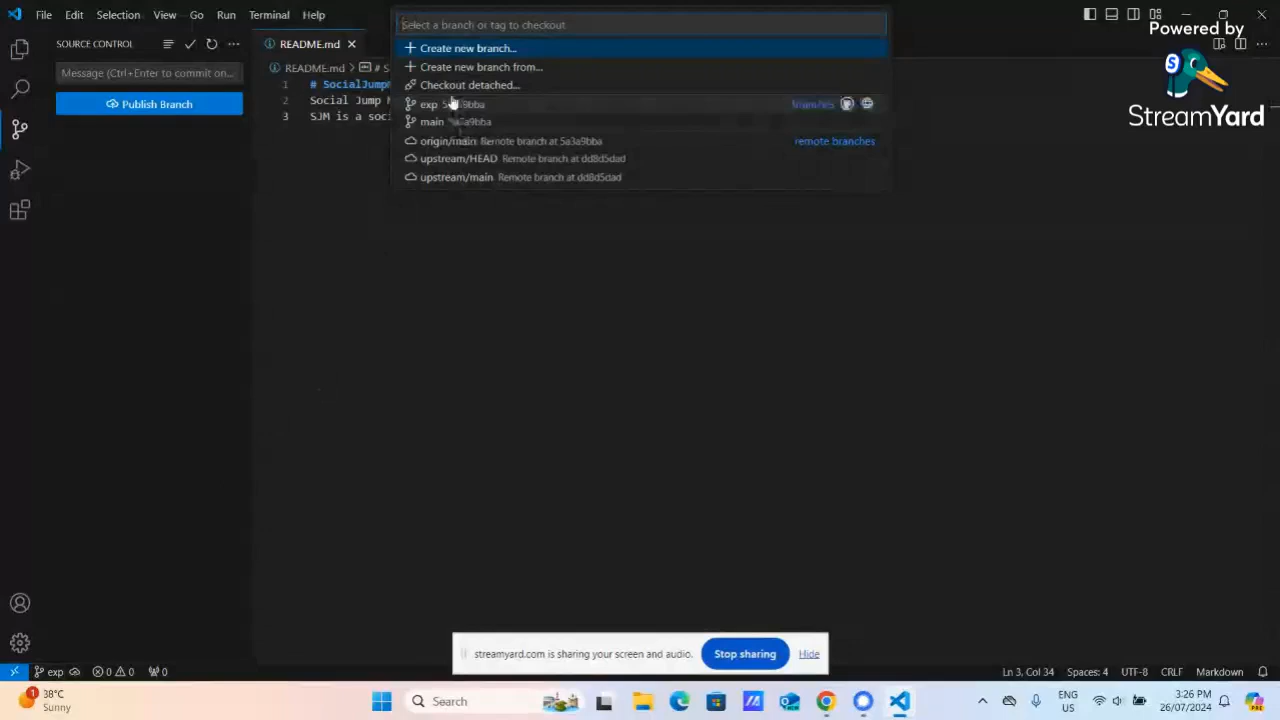 File Edit Selection View Go Run Terminal Help
Select a branch or tag to checkout
Powered by
StreamYard
SOURCE CONTROL
README.md
Create new branch...
README.md
Message (Ctrl+Enter to commit on...
Create new branch from...
1 # SocialJump
Checkout detached...
Publish Branch
2 Social Jump
exp
3 SJM is a soci
main
origin/main Remote branch at 5a3a9bba
remote branches
upstream/HEAD Remote branch at dd8d5dad
upstream/main Remote branch at dd8d5dad
streamyard.com is sharing your screen and audio.
Stop sharing
Hide
exp
0 0
0
Ln 3, Col 34
Spaces: 4
UTF-8
CRLF
Markdown
1
38°C
Sunny
Search
ENG
US
3:26 PM
26/07/2024